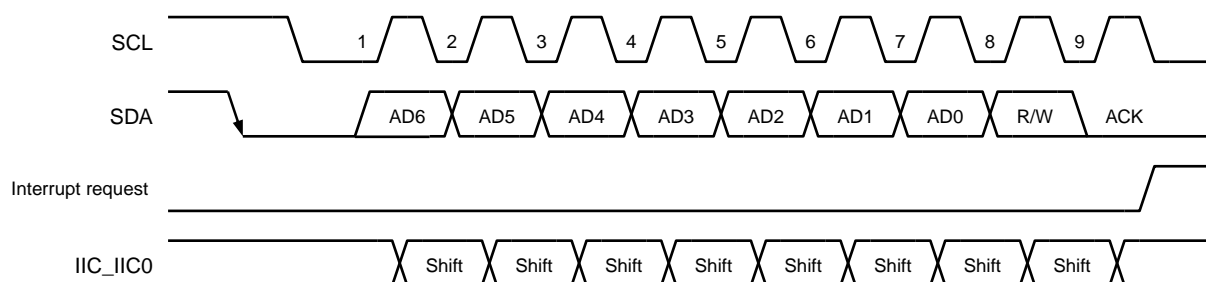 SCL 1 2 3 4 5 6 7 8 9
SDA AD6 AD5 AD4 AD3 AD2 AD1 AD0 R/W ACK
Interrupt request
IIC_IIC0 Shift Shift Shift Shift Shift Shift Shift Shift